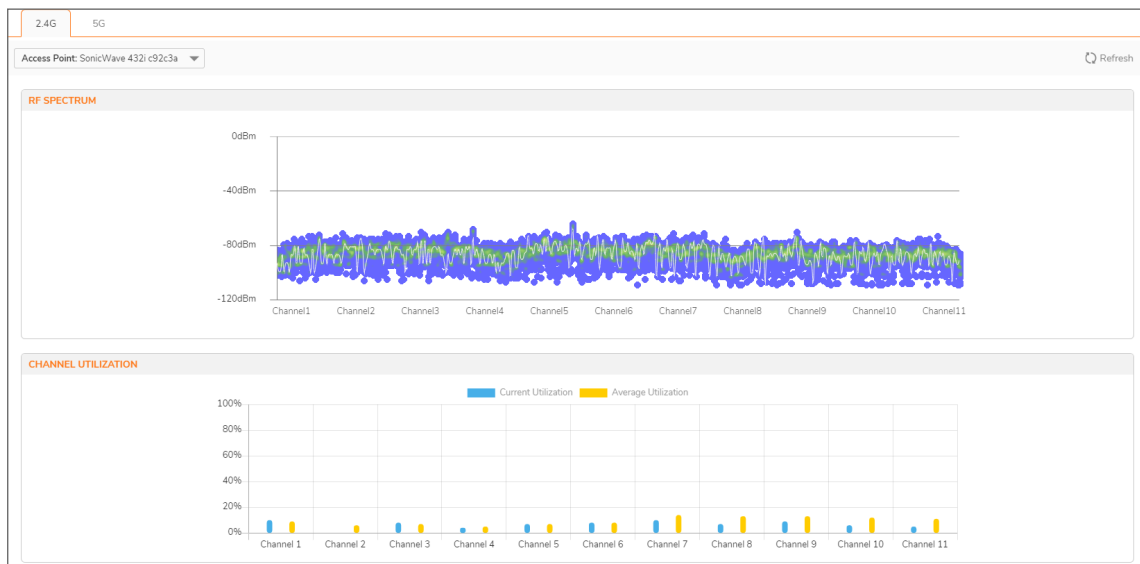 2.4G 5G
Access Point: SonicWave 432i c92c3a
Refresh
RF SPECTRUM
0dBm
-40dBm
-80dBm
-120dBm
Channel1 Channel2 Channel3 Channel4 Channel5 Channel6 Channel7 Channel8 Channel9 Channel10 Channel11
CHANNEL UTILIZATION
Current Utilization Average Utilization
100%
80%
60%
40%
20%
0%
Channel 1 Channel 2 Channel 3 Channel 4 Channel 5 Channel 6 Channel 7 Channel 8 Channel 9 Channel 10 Channel 11